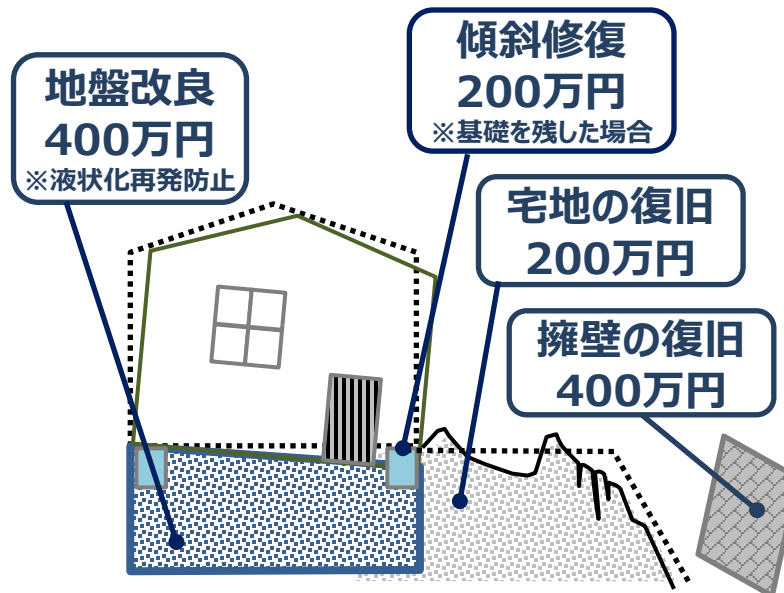 地盤改良
400万円
※液状化再発防止
傾斜修復
200万円
※基礎を残した場合
宅地の復旧
200万円
擁壁の復旧
400万円